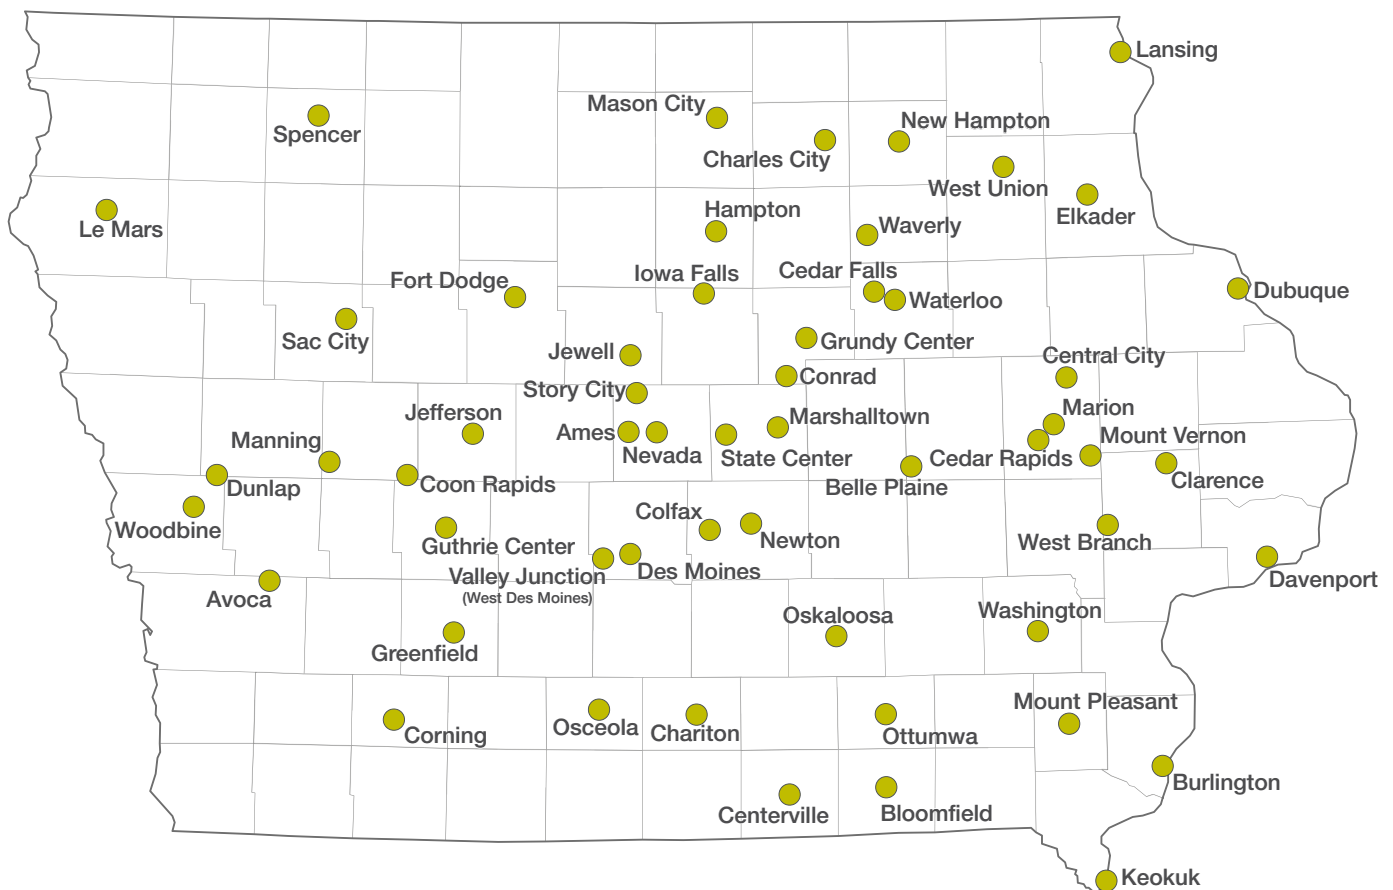 Lansing
Mason City
New Hampton
Spencer
Charles City
West Union
Hampton
Elkader
Waverly
Le Mars
Iowa Falls
Cedar Falls
Fort Dodge
Dubuque
Waterloo
Sac City
Grundy Center
Jewell
Central City
Conrad
Story City
Marion
Jefferson
Marshalltown
Ames
Mount Vernon
Manning
Nevada
State Center
Cedar Rapids
Clarence
Dunlap
Coon Rapids
Belle Plaine
Colfax
Woodbine
Newton
West Branch
Guthrie Center
Des Moines
Valley Junction
(West Des Moines)
Davenport
Avoca
Washington
Oskaloosa
Greenfield
Mount Pleasant
Osceola
Chariton
Corning
Ottumwa
Burlington
Centerville
Bloomfield
Keokuk